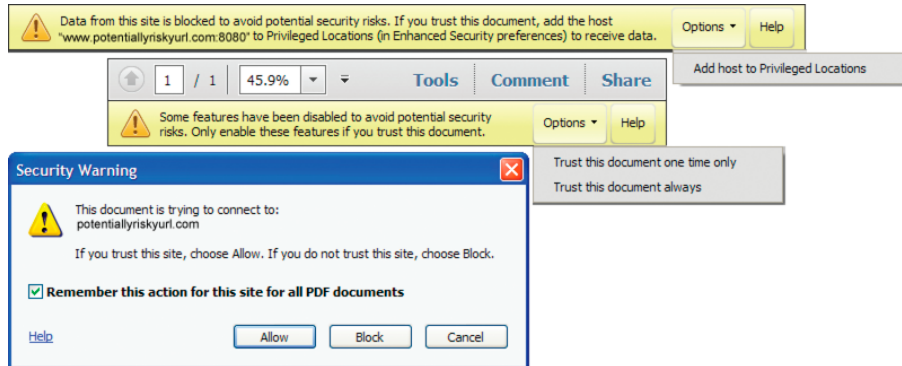 Data from this site is blocked to avoid potential security risks. If you trust this document, add the host
"www.potentiallyriskyurl.com:8080" to Privileged Locations (in Enhanced Security preferences) to receive data.
Options
Help
Add host to Privileged Locations
1 / 1
45.9%
Tools
Comment
Share
Some features have been disabled to avoid potential security
risks. Only enable these features if you trust this document.
Options
Help
Trust this document one time only
Trust this document always
Security Warning
This document is trying to connect to:
potentiallyriskyurl.com
If you trust this site, choose Allow. If you do not trust this site, choose Block.
Remember this action for this site for all PDF documents
Help
Allow
Block
Cancel